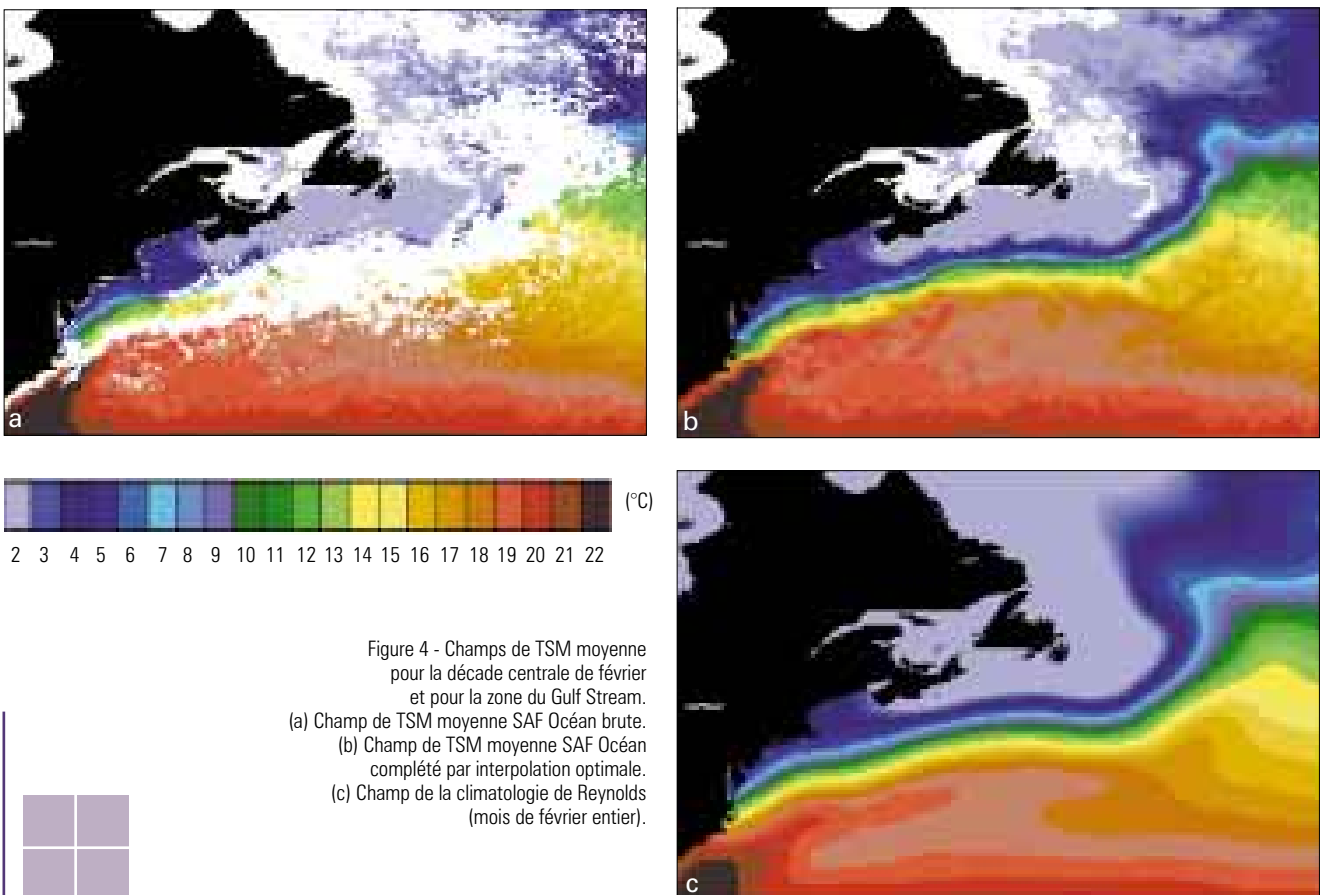 a
b
(°C)
2 3 4 5 6 7 8 9 10 11 12 13 14 15 16 17 18 19 20 21 22
Figure 4 - Champs de TSM moyenne
pour la décade centrale de février
et pour la zone du Gulf Stream.
(a) Champ de TSM moyenne SAF Océan brute.
(b) Champ de TSM moyenne SAF Océan
complété par interpolation optimale.
(c) Champ de la climatologie de Reynolds
(mois de février entier).
c